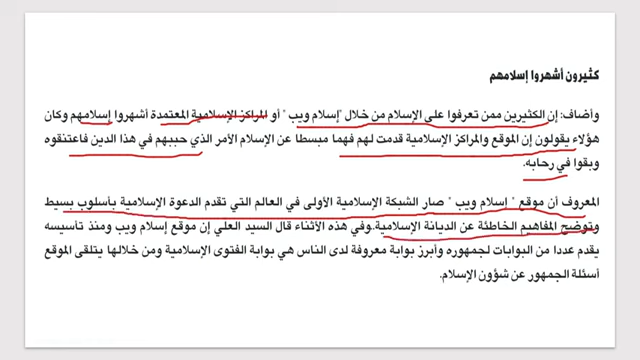 كثيرون أشهروا إسلامهم
وأضاف: إن الكثيرين ممن تعرفوا على الإسلام من خلال "إسلام ويب " أو المراكز الإسلامية المعتمدة أشهروا إسلامهم وكان
هؤلاء يقولون إن الموقع والمراكز الإسلامية قدمت لهم فهما مبسطا عن الإسلام الأمر الذي حببهم في هذا الدين فاعتنقوه
وبقوا في رحابه.
المعروف أن موقع " إسلام ويب " صار الشبكة الإسلامية الأولى في العالم التي تقدم الدعوة الإسلامية بأسلوب بسيط
وتوضح المفاهيم الخاطئة عن الديانة الإسلامية.وفي هذه الأثناء قال السيد العلي إن موقع إسلام ويب ومنذ تأسيسه
يقدم عددا من البوابات لجمهوره وأبرز بوابة معروفة لدى الناس هي بوابة الفتوى الإسلامية ومن خلالها يتلقى الموقع
أسئلة الجمهور عن شؤون الإسلام.